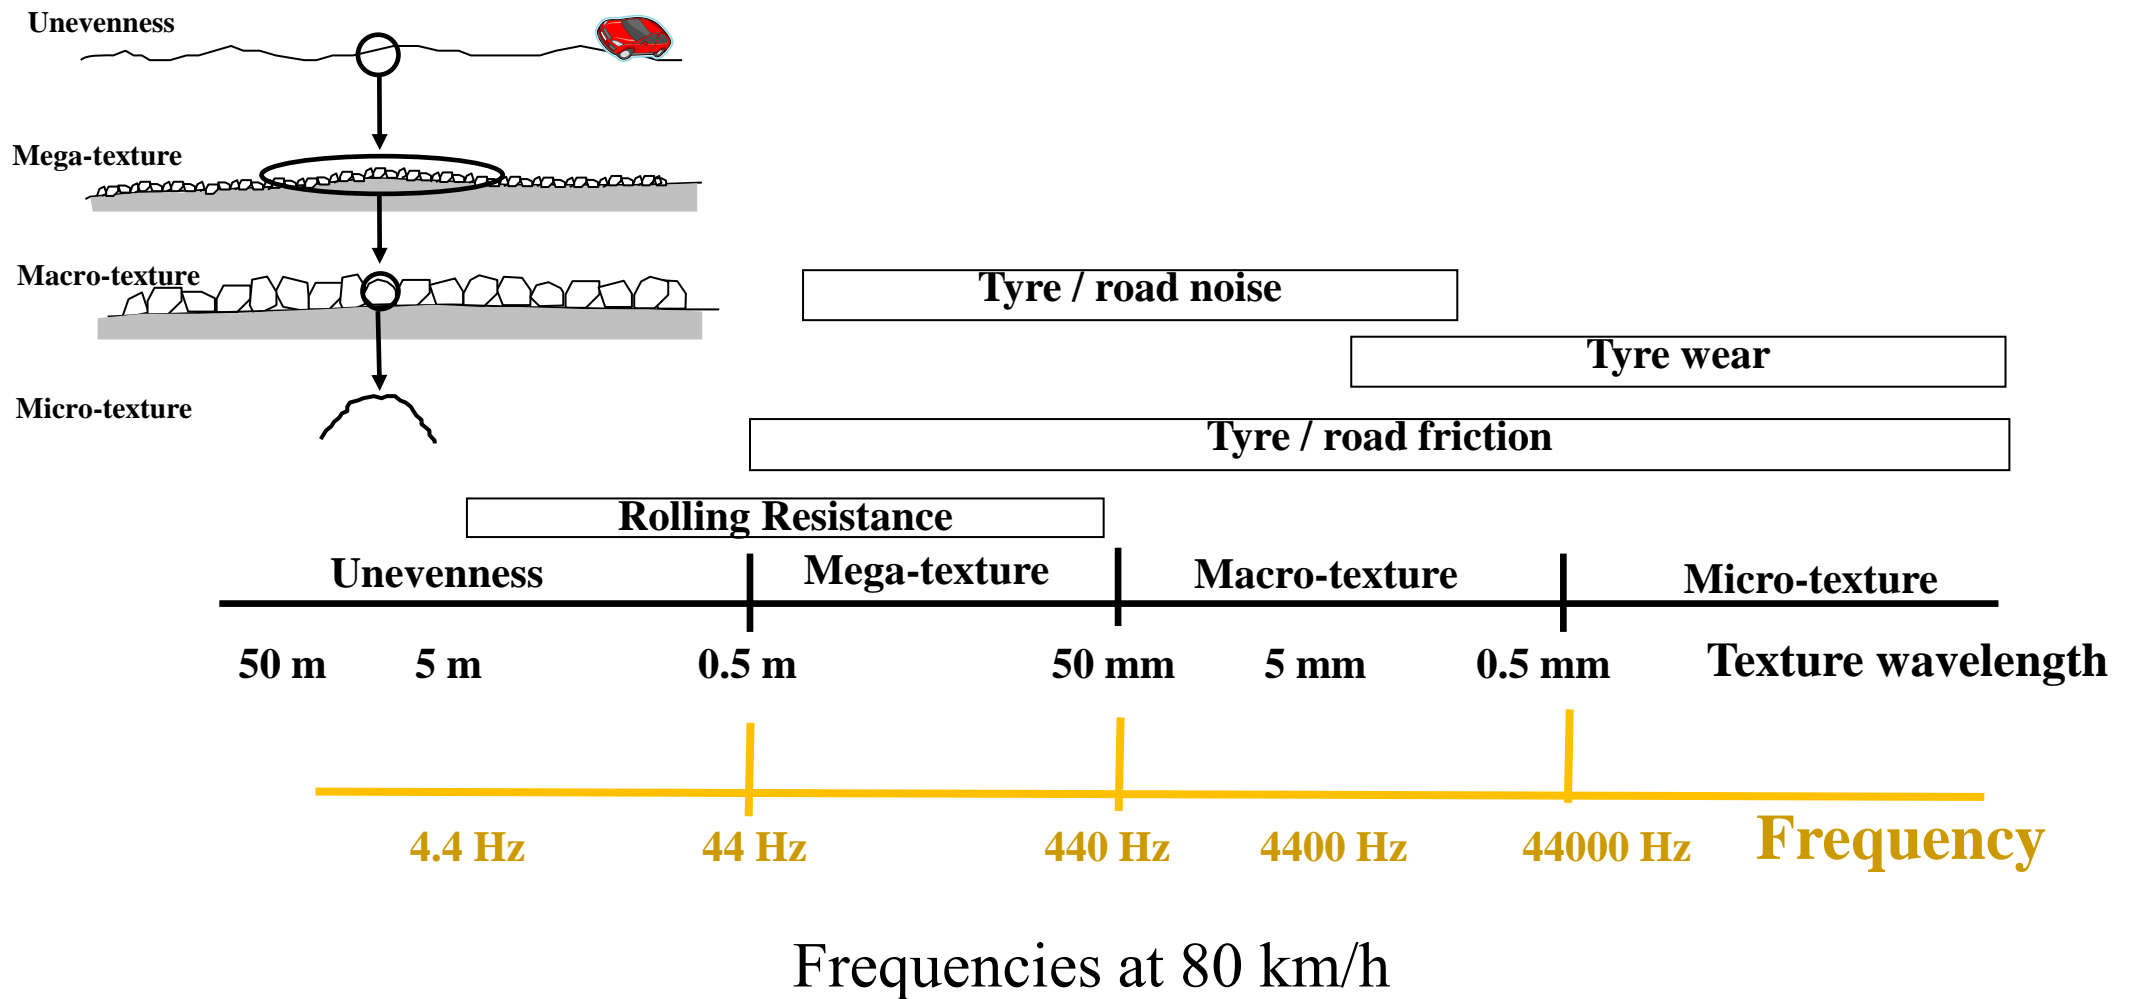 Unevenness
Mega-texture
Macro-texture
Micro-texture
Tyre / road noise
Tyre wear
Tyre / road friction
Rolling Resistance
Unevenness Mega-texture Macro-texture Micro-texture
50 m 5 m 0.5 m 50 mm 5 mm 0.5 mm Texture wavelength
4.4 Hz 44 Hz 440 Hz 4400 Hz 44000 Hz Frequency
Frequencies at 80 km/h